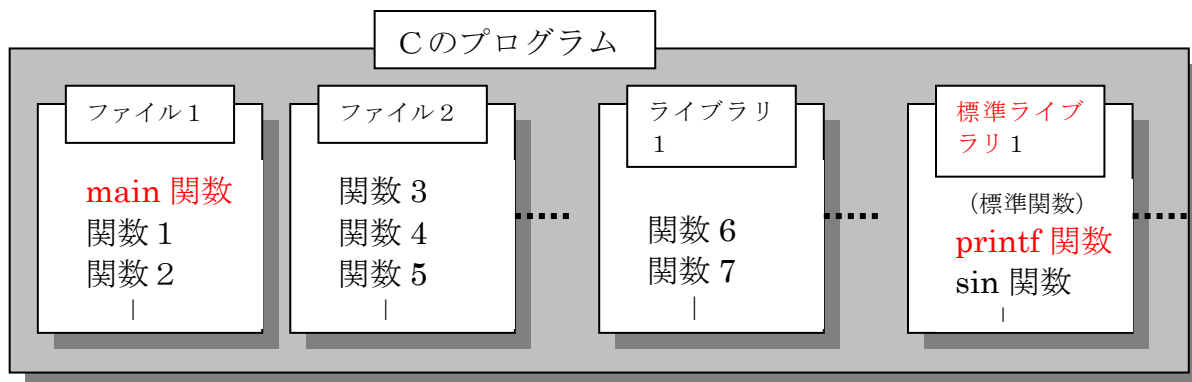 Cのプログラム
ファイル1
main 関数
関数1
関数2
|
ファイル2
関数3
関数4
関数5
|
ライブラリ
1
関数6
関数7
|
標準ライブ
ラリ1
(標準関数)
printf 関数
sin 関数
|